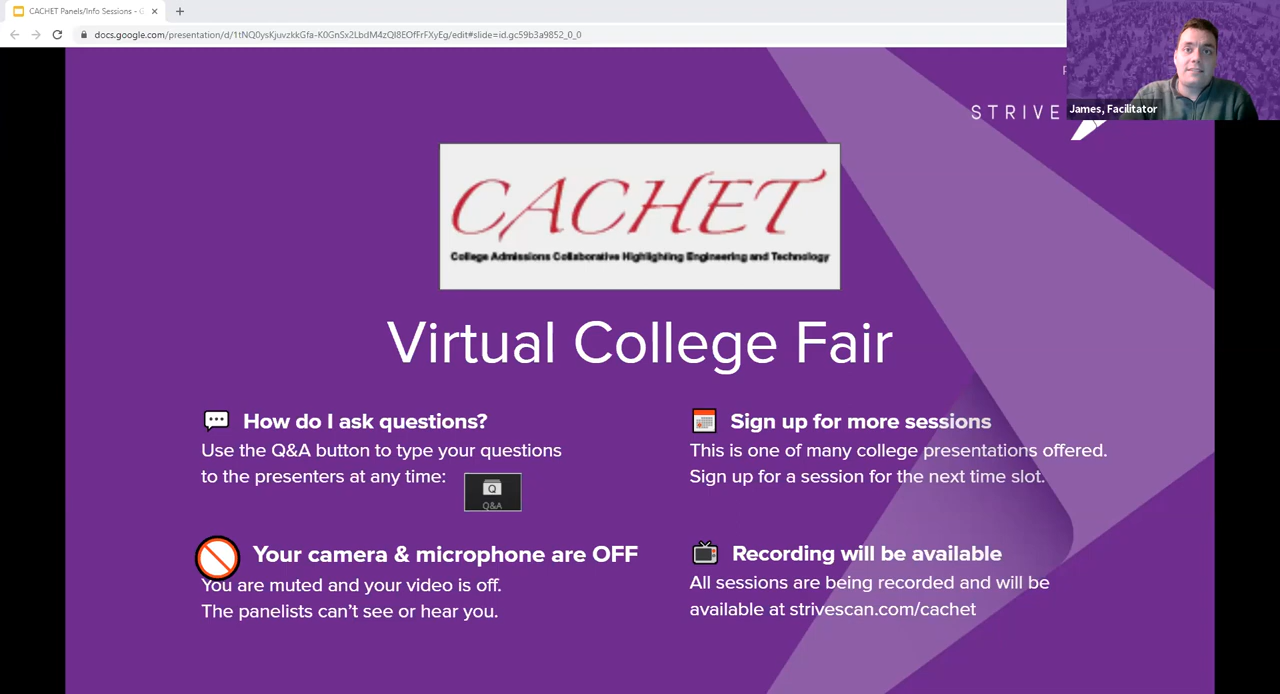 CACHET Panels/Info Sessions - G
docs.google.com/presentation/d/1tNQ0ysKjuvzkkGfa-K0GnSx2LbdM4zQI8EOfFrFXyEg/edit#slide=id.gc59b3a9852_0_0
STRIVE
James, Facilitator
CACHET
College Admissions Collaborative Highlighting Engineering and Technology
Virtual College Fair
How do I ask questions?
Use the Q&A button to type your questions
to the presenters at any time:
Q
Q&A
Sign up for more sessions
This is one of many college presentations offered.
Sign up for a session for the next time slot.
Your camera & microphone are OFF
You are muted and your video is off.
The panelists can’t see or hear you.
Recording will be available
All sessions are being recorded and will be
available at strivescan.com/cachet